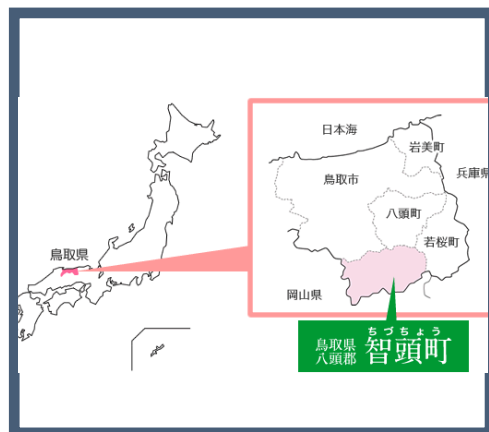 日本海
岩美町
兵庫県
鳥取市
八頭町
鳥取県
若桜町
岡山県
ちづちょう
鳥取県
八頭郡
智頭町